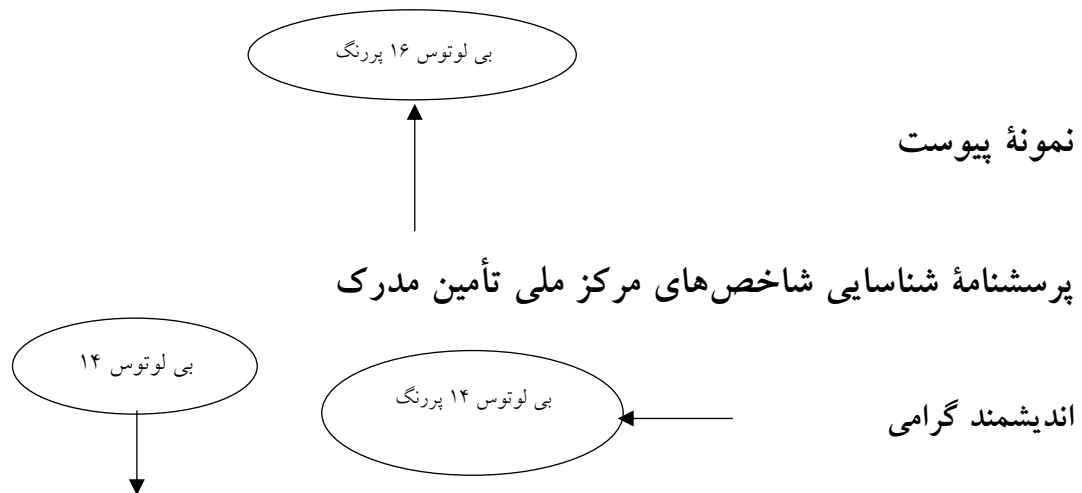 بی لوتوس ۱۶ پررنگ
نمونهٔ پیوست
پرسشنامهٔ شناسایی شاخص‌های مرکز ملی تأمین مدرک
بی لوتوس ۱۴
بی لوتوس ۱۴ پررنگ
اندیشمند گرامی